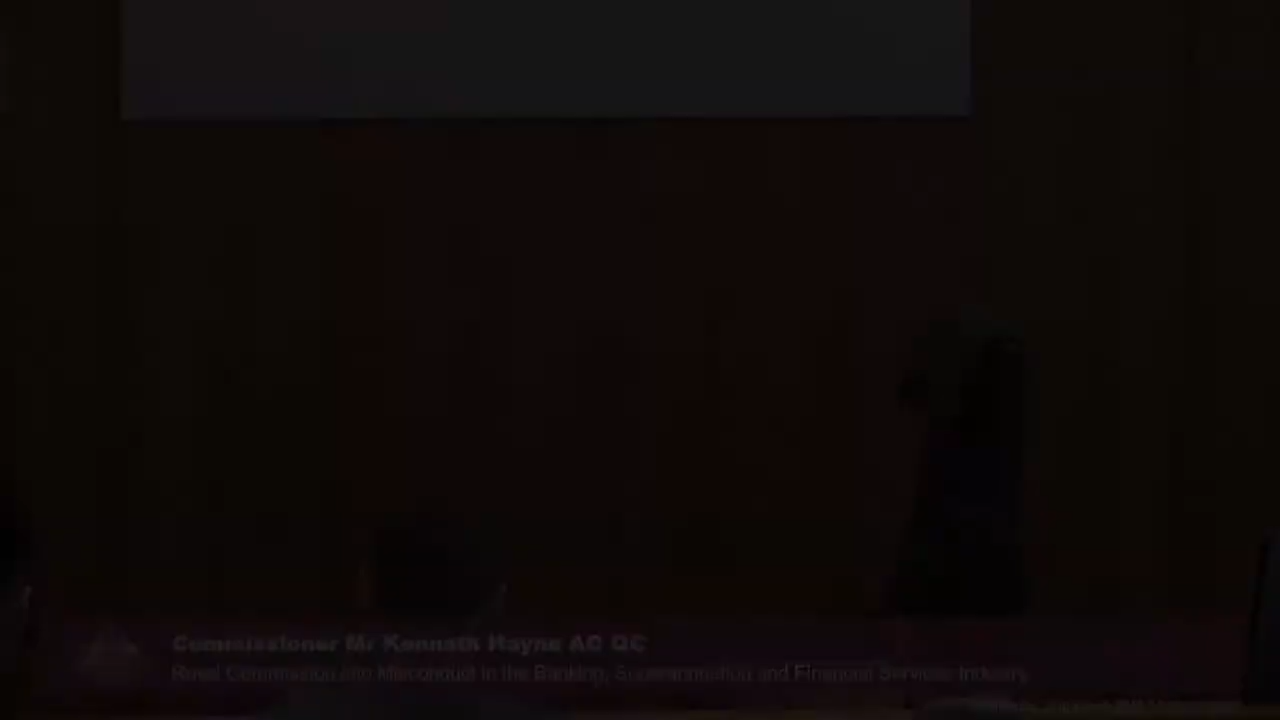 Commissioner Mr Kenneth Hayne AC QC
Royal Commission into Misconduct in the Banking, Superannuation and Financial Services Industry